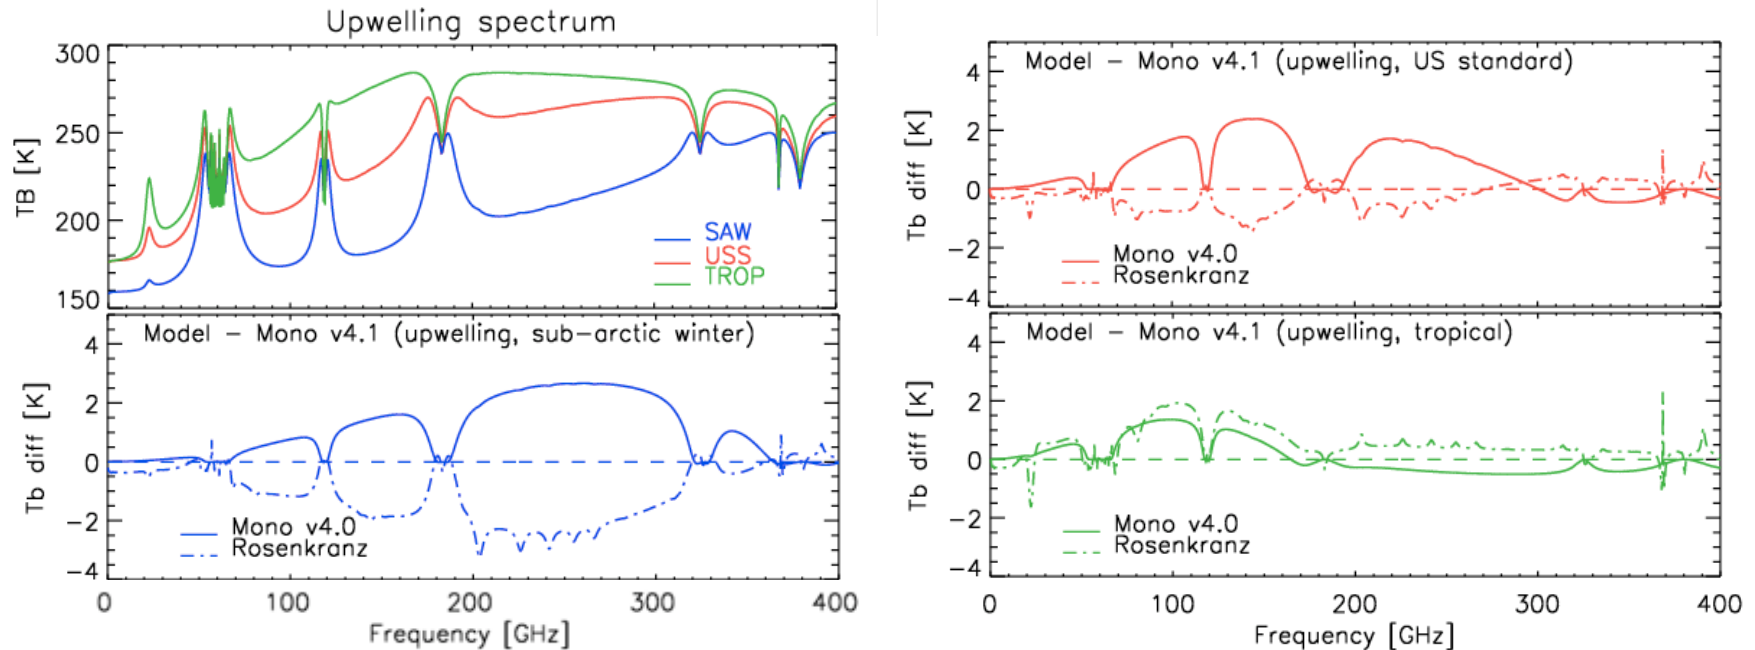 Upwelling spectrum
300
250
200
150
TB [K]
SAW
USS
TROP
Model - Mono v4.1 (upwelling, sub-arctic winter)
4
2
0
-2
-4
Tb diff [K]
Mono v4.0
Rosenkranz
0 100 200 300 400
Frequency [GHz]
Model - Mono v4.1 (upwelling, US standard)
4
2
0
-2
-4
Tb diff [K]
Mono v4.0
Rosenkranz
Model - Mono v4.1 (upwelling, tropical)
4
2
0
-2
-4
Tb diff [K]
Mono v4.0
Rosenkranz
0 100 200 300 400
Frequency [GHz]